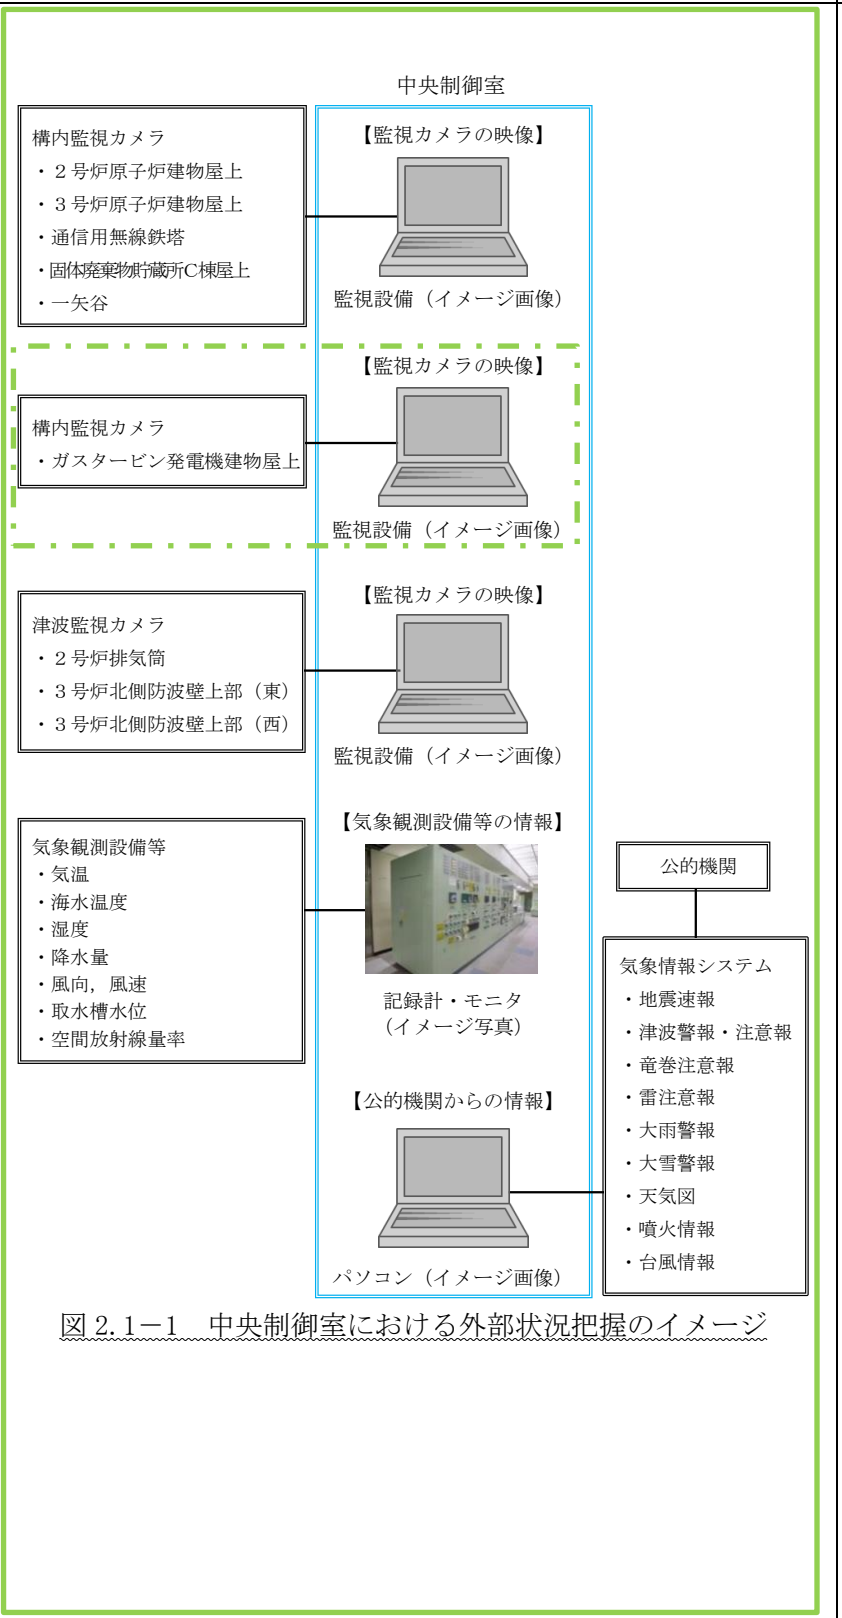 中央制御室
構内監視カメラ
・２号炉原子炉建物屋上
・３号炉原子炉建物屋上
・通信用無線鉄塔
・固体廃棄物貯蔵所C棟屋上
・一矢谷
【監視カメラの映像】
監視設備（イメージ画像）
構内監視カメラ
・ガスタービン発電機建物屋上
【監視カメラの映像】
監視設備（イメージ画像）
津波監視カメラ
・２号炉排気筒
・３号炉北側防波壁上部（東）
・３号炉北側防波壁上部（西）
【監視カメラの映像】
監視設備（イメージ画像）
気象観測設備等
・気温
・海水温度
・湿度
・降水量
・風向，風速
・取水槽水位
・空間放射線量率
【気象観測設備等の情報】
記録計・モニタ
（イメージ写真）
公的機関
気象情報システム
・地震速報
・津波警報・注意報
・竜巻注意報
・雷注意報
・大雨警報
・大雪警報
・天気図
・噴火情報
・台風情報
【公的機関からの情報】
パソコン（イメージ画像）
図 2.1－1　中央制御室における外部状況把握のイメージ